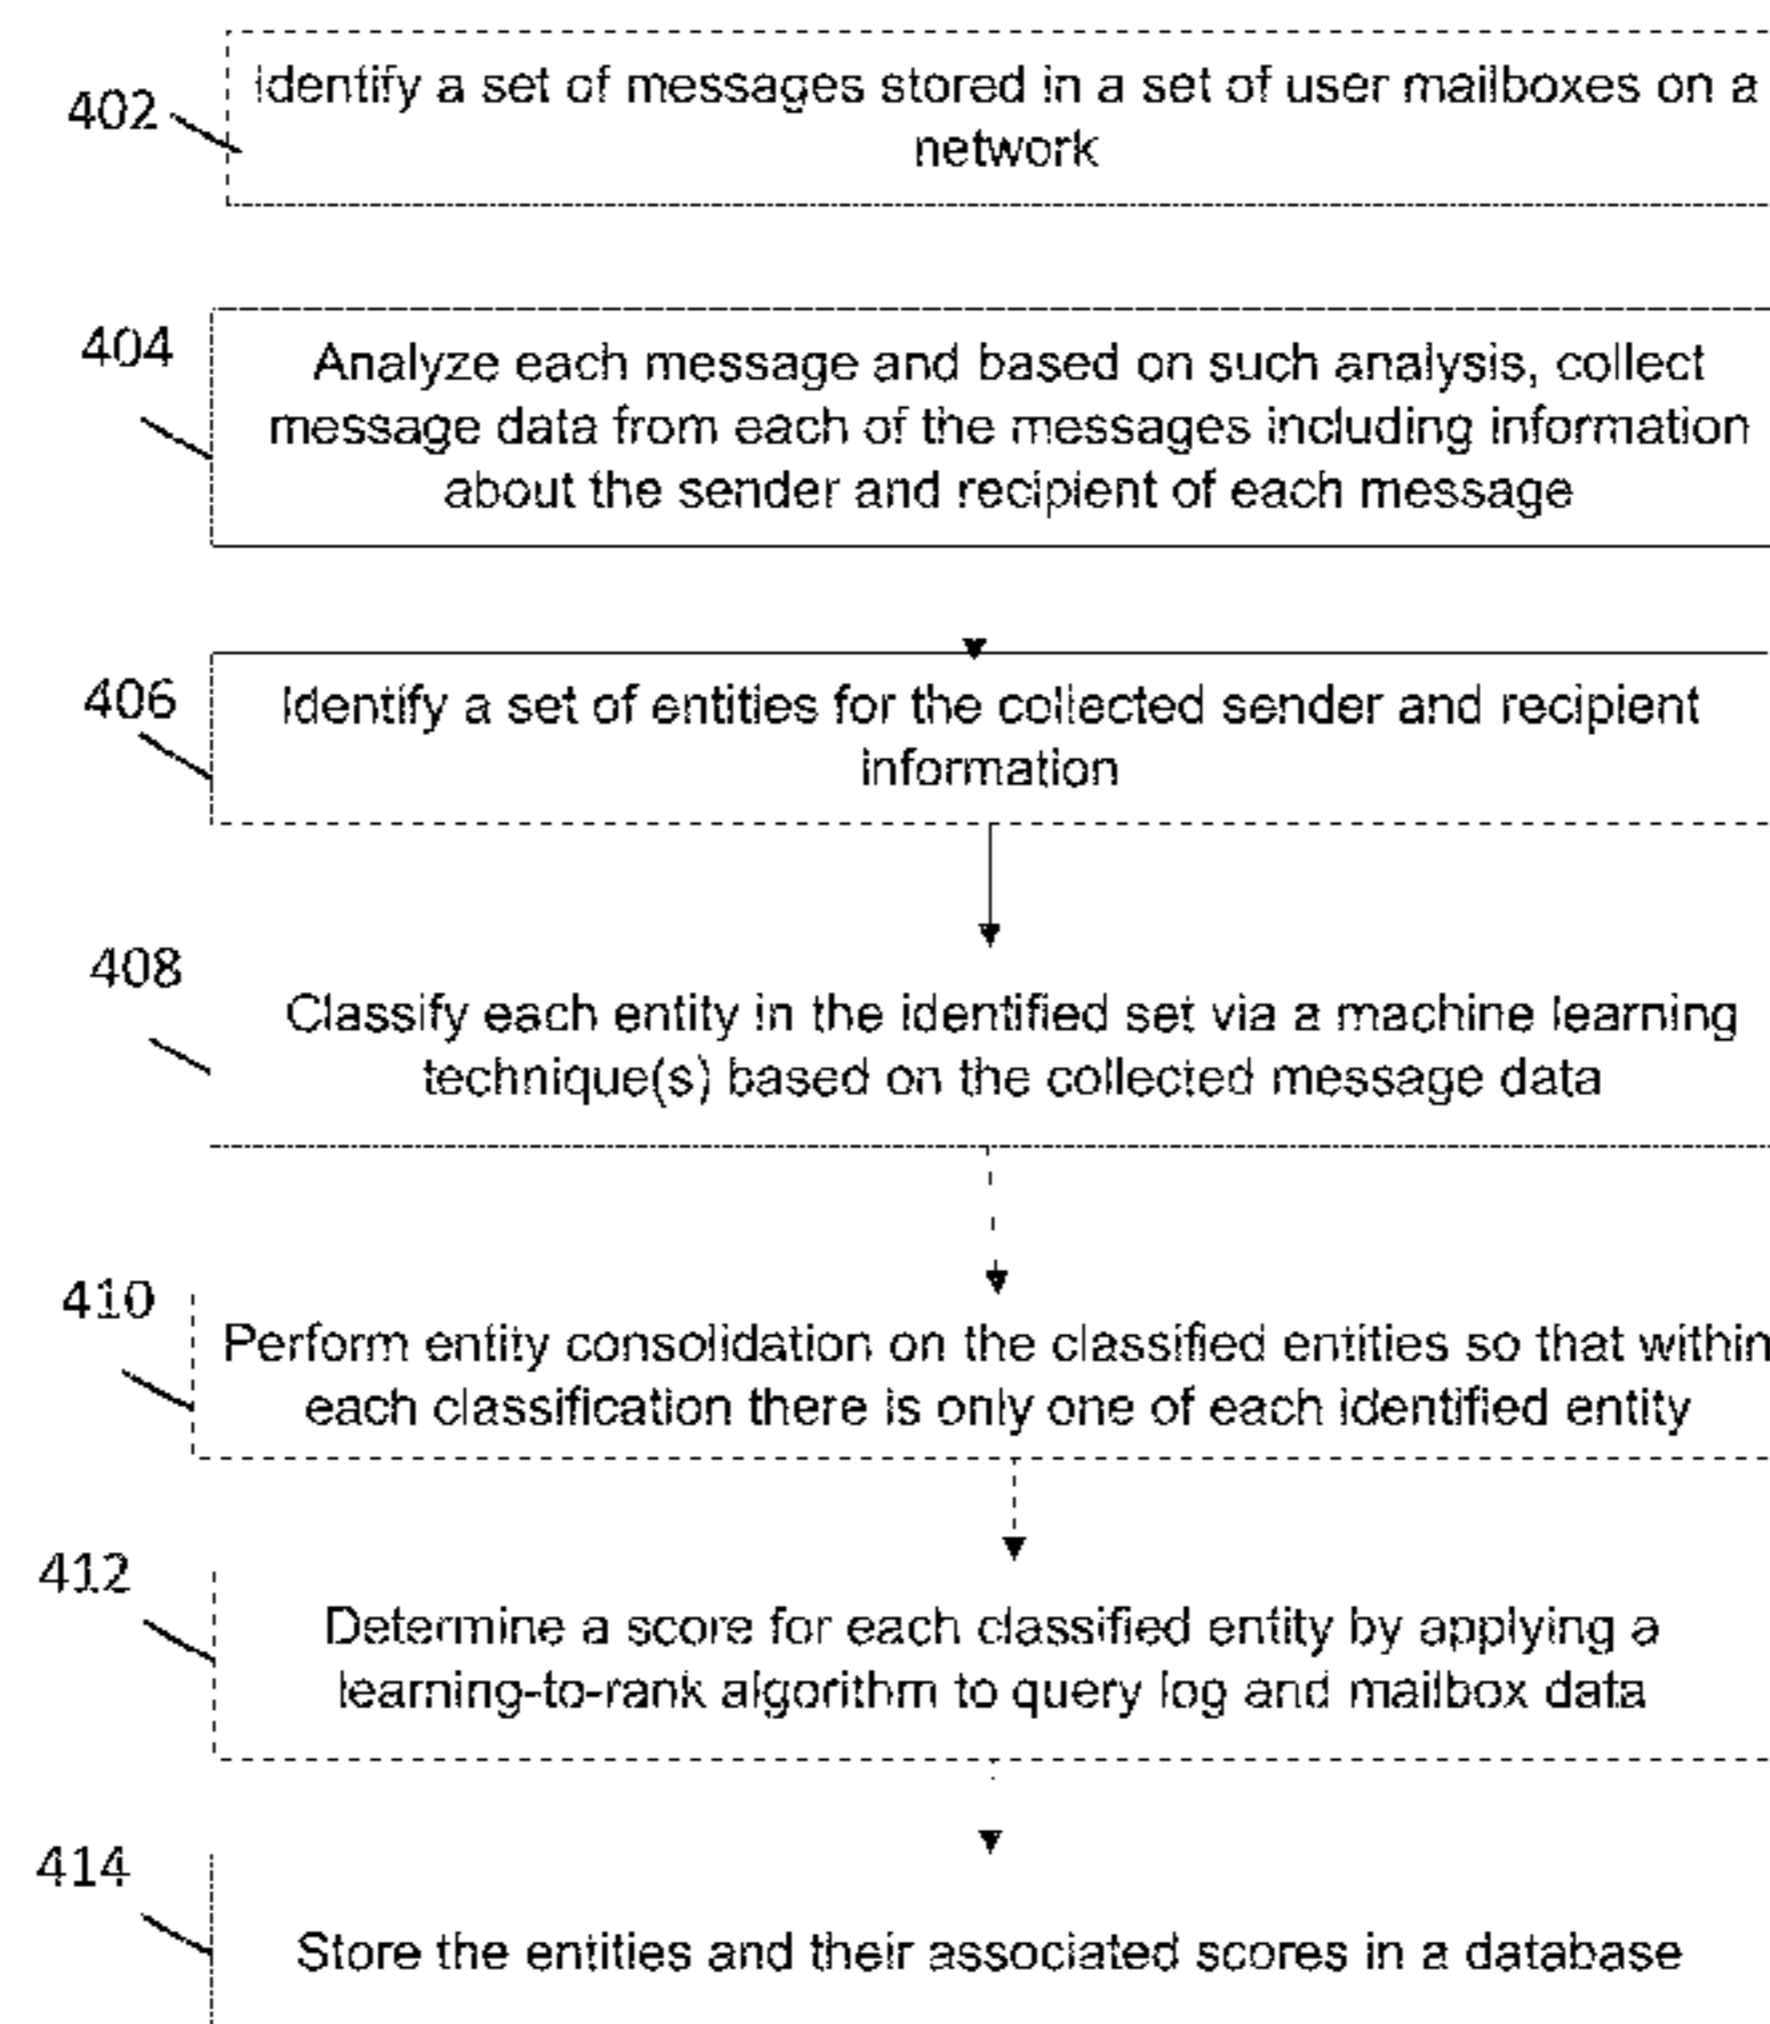 402
Identify a set of messages stored in a set of user mailboxes on a
network
404
Analyze each message and based on such analysis, collect
message data from each of the messages including information
about the sender and recipient of each message
406
Identify a set of entities for the collected sender and recipient
information
408
Classify each entity in the identified set via a machine learning
technique(s) based on the collected message data
410
Perform entity consolidation on the classified entities so that within
each classification there is only one of each identified entity
412
Determine a score for each classified entity by applying a
learning-to-rank algorithm to query log and mailbox data
414
Store the entities and their associated scores in a database